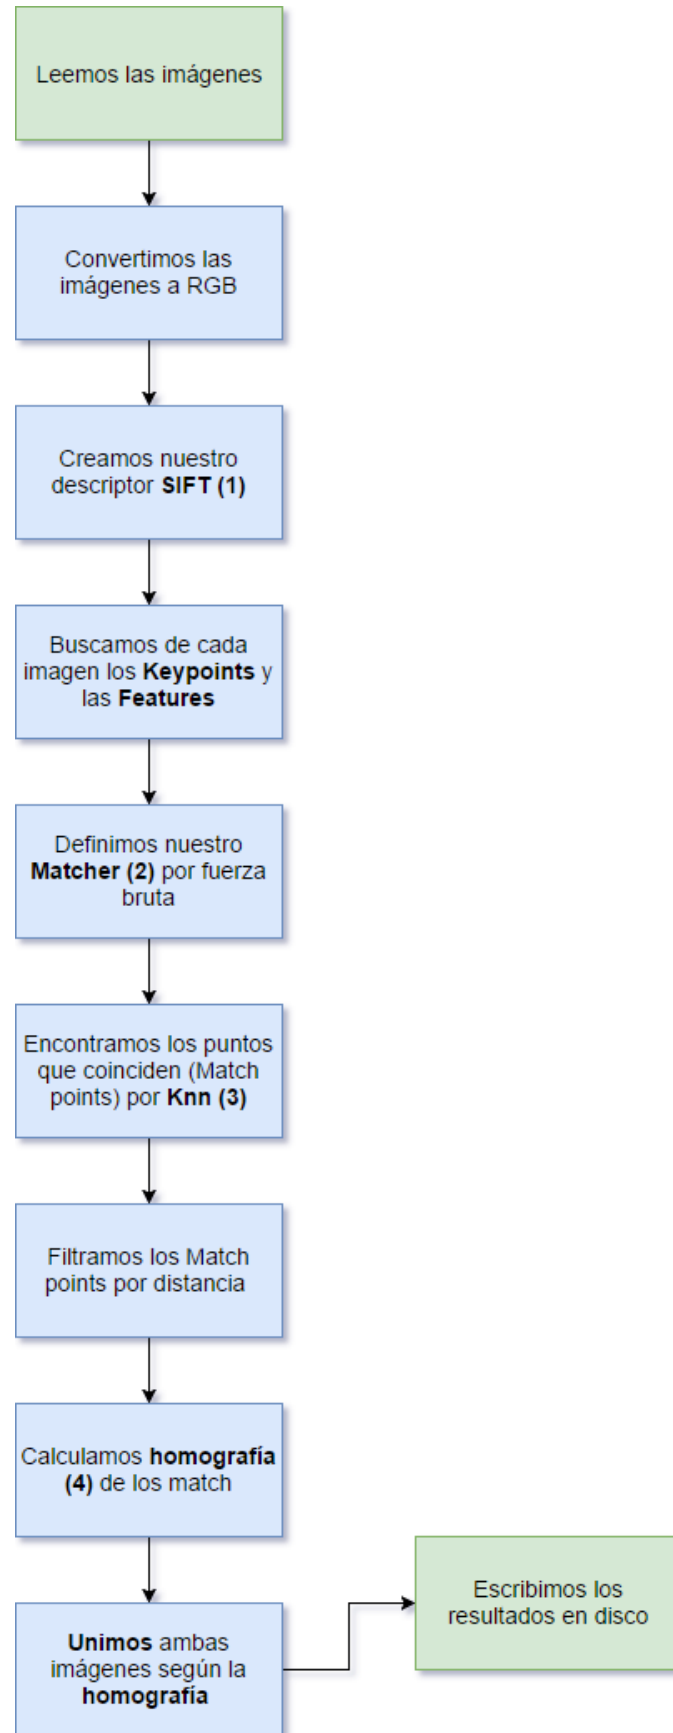 Leemos las imágenes
Convertimos las
imágenes a RGB
Creamos nuestro
descriptor SIFT (1)
Buscamos de cada
imagen los Keypoints y
las Features
Definimos nuestro
Matcher (2) por fuerza
bruta
Encontramos los puntos
que coinciden (Match
points) por Knn (3)
Filtramos los Match
points por distancia
Calculamos homografía
(4) de los match
Unimos ambas
imágenes según la
homografía
Escribimos los
resultados en disco